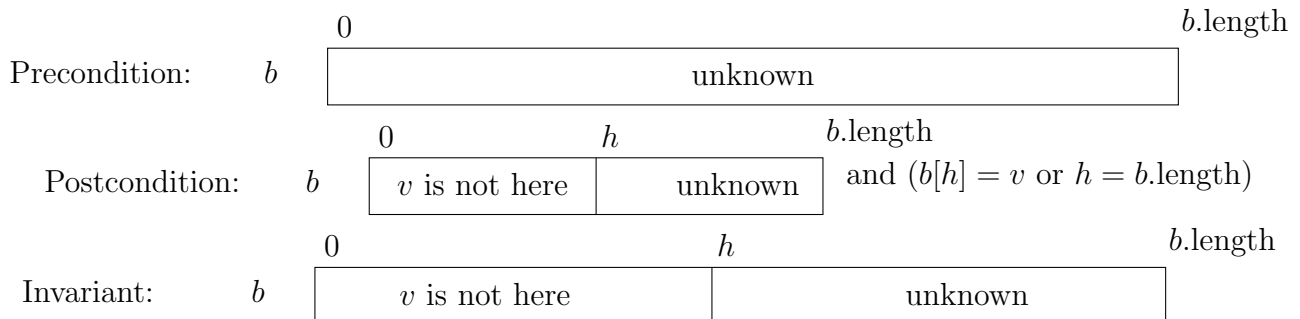 0 b.length
Precondition: b unknown
0 h b.length
Postcondition: b v is not here unknown and (b[h] = v or h = b.length)
0 h b.length
Invariant: b v is not here unknown